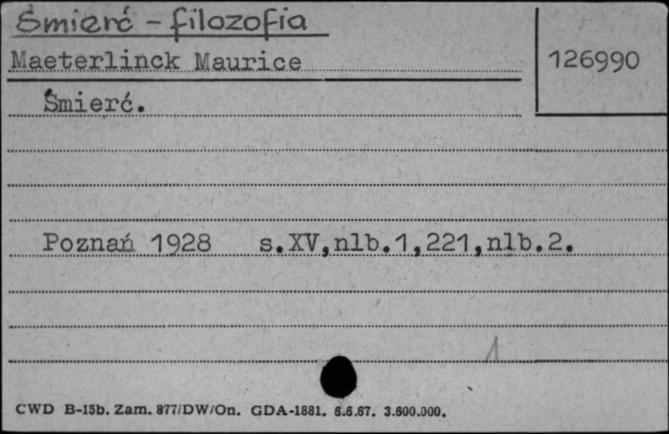 Śmierć - filozofia
Maeterlinck Maurice
126990
Śmierć.
Poznań 1928 s.XV,nlb.1,221,nlb.2.
1
CWD B-15b. Zam. 877/DW/On. GDA-1881. 6.6.67. 3.600.000.